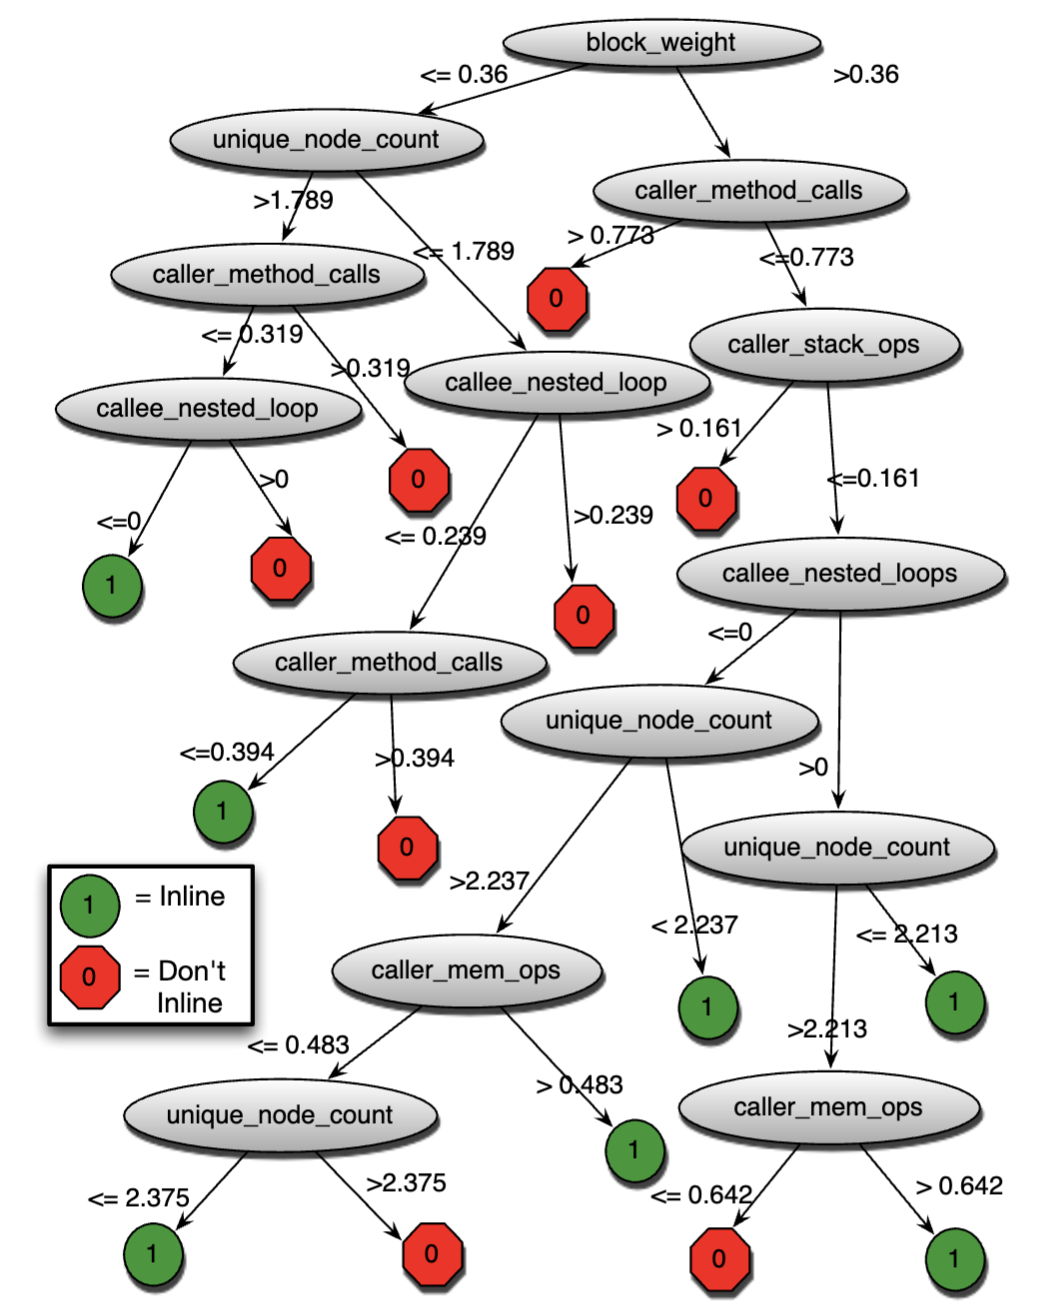 block_weight
<= 0.36
>0.36
unique_node_count
caller_method_calls
>1.789
<= 1.789
> 0.773
<=0.773
caller_method_calls
0
caller_stack_ops
<= 0.319
>0.319
callee_nested_loop
callee_nested_loop
> 0.161
<=0.161
0
0
>0
<=0
<= 0.239
>0.239
1
0
0
callee_nested_loops
<=0
>0
caller_method_calls
unique_node_count
<=0.394
>0.394
1
0
unique_node_count
>2.237
< 2.237
<= 2.213
>2.213
1 = Inline
0 = Don't
Inline
caller_mem_ops
1
1
<= 0.483
> 0.483
unique_node_count
1
caller_mem_ops
<= 2.375
>2.375
<= 0.642
> 0.642
1
0
0
1